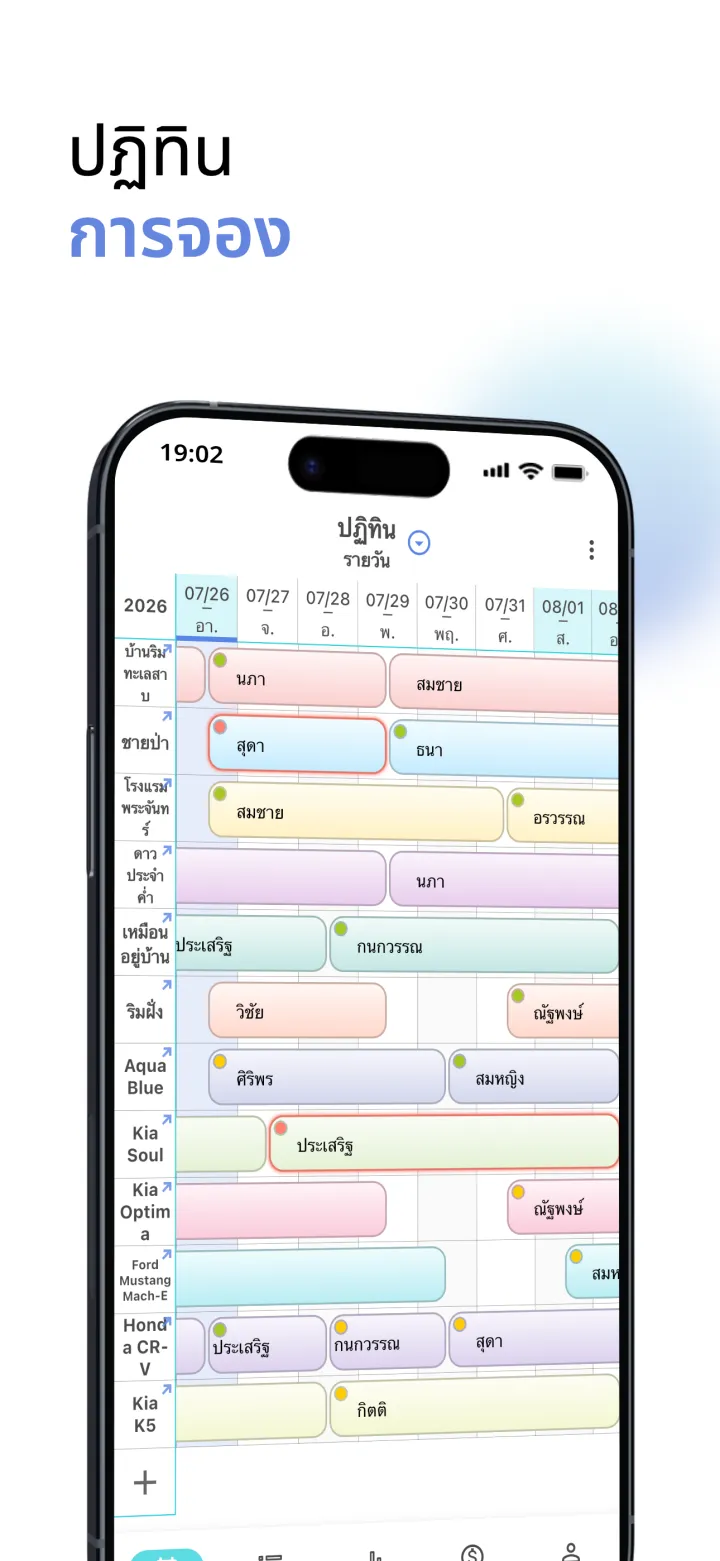 ปฏิทิน
การจอง
19:02
ปฏิทิน
รายวัน
2026
07/26 07/27 07/28 07/29 07/30 07/31 08/01 08
อา. จ. อ. พ. พฤ. ศ. ส. อ
บ้านริม
ทะเลสา
บ
นภา สมชาย
ชายป่า
สุดา ธนา
โรงแรม
พระจันท
ร์
สมชาย อรวรรณ
ดาว
ประจำ
ค่ำ
นภา
เหมือน
อยู่บ้าน
ประเสริฐ กนกวรรณ
ริมฝั่ง
วิชัย ณัฐพงษ์
Aqua
Blue
ศิริพร สมหญิง
Kia
Soul
ประเสริฐ
Kia
Optim
a
ณัฐพงษ์
Ford
Mustang
Mach-E
สมห
Hond
a CR-
V
ประเสริฐ กนกวรรณ สุดา
Kia
K5
กิตติ